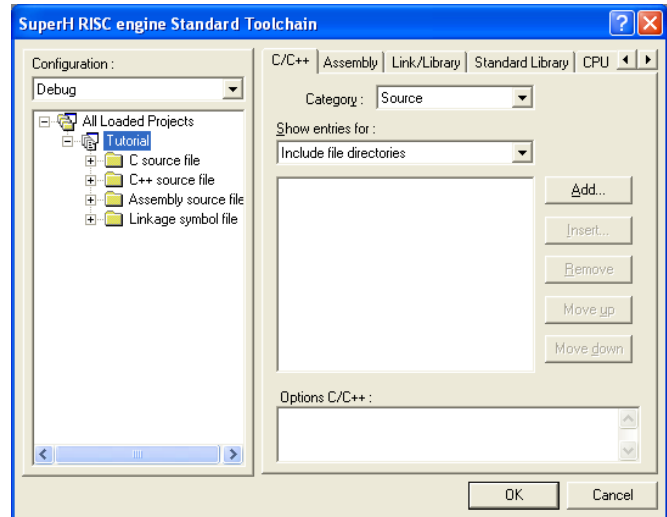 SuperH RISC engine Standard Toolchain
Configuration :
Debug
All Loaded Projects
Tutorial
C source file
C++ source file
Assembly source file
Linkage symbol file
C/C++ Assembly Link/Library Standard Library CPU
Category : Source
Show entries for :
Include file directories
Add...
Insert...
Remove
Move up
Move down
Options C/C++ :
OK Cancel